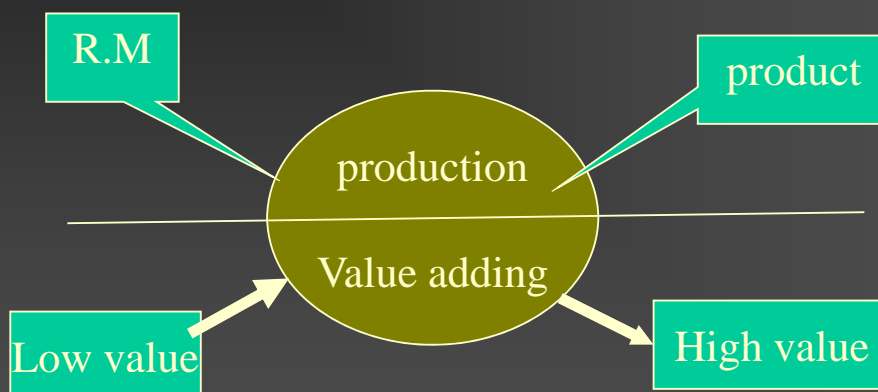 R.M
product
production
Value adding
Low value
High value